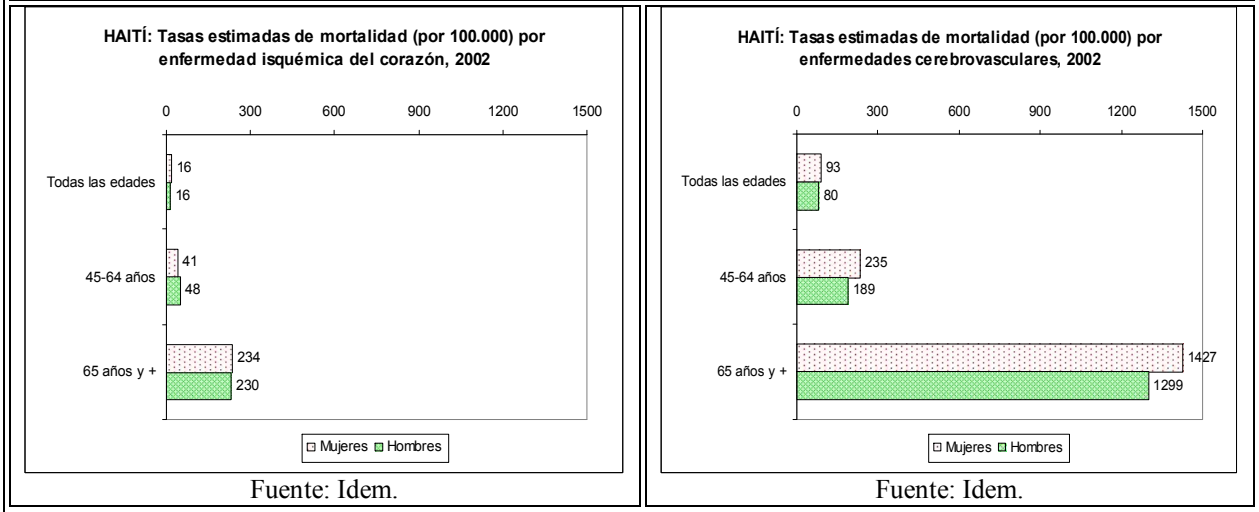 HAITÍ: Tasas estimadas de mortalidad (por 100.000) por
enfermedad isquémica del corazón, 2002
0 300 600 900 1200 1500
Todas las edades
16
16
45-64 años
41
48
65 años y +
234
230
Mujeres Hombres
Fuente: Idem.
HAITÍ: Tasas estimadas de mortalidad (por 100.000) por
enfermedades cerebrovasculares, 2002
0 300 600 900 1200 1500
Todas las edades
93
80
45-64 años
235
189
65 años y +
1427
1299
Mujeres Hombres
Fuente: Idem.